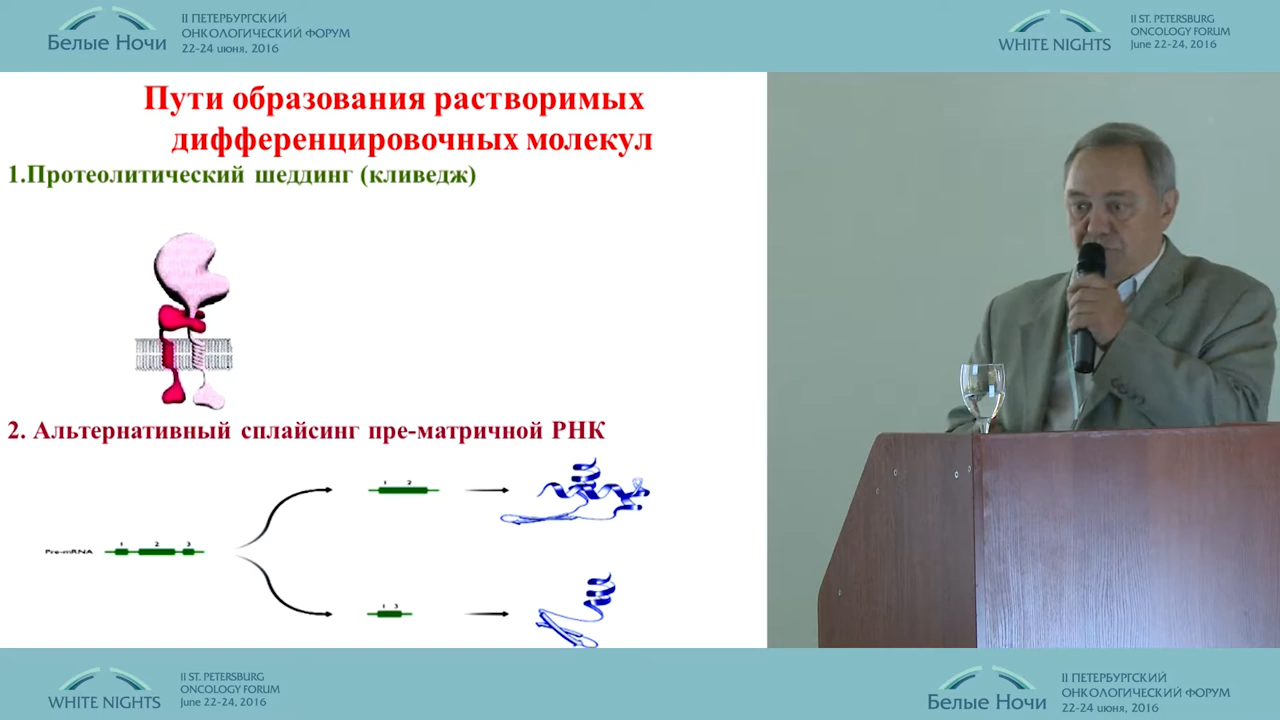 Белые Ночи
II ПЕТЕРБУРГСКИЙ
ОНКОЛОГИЧЕСКИЙ ФОРУМ
22-24 июня, 2016
WHITE NIGHTS
II ST. PETERSBURG
ONCOLOGY FORUM
June 22-24, 2016
Пути образования растворимых
дифференцировочных молекул
1.Протеолитический шеддинг (кливедж)
2. Альтернативный сплайсинг пре-матричной РНК
1 2
Pre-mRNA
1 2 3
1 3
WHITE NIGHTS
II ST. PETERSBURG
ONCOLOGY FORUM
June 22-24, 2016
Белые Ночи
II ПЕТЕРБУРГСКИЙ
ОНКОЛОГИЧЕСКИЙ ФОРУМ
22-24 июня, 2016